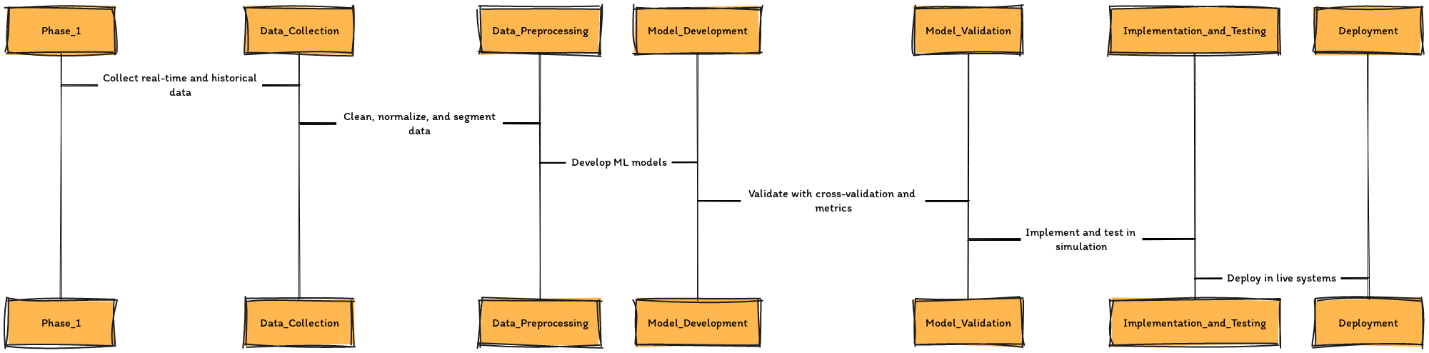 Phase_1
Data_Collection
Data_Preprocessing
Model_Development
Model_Validation
Implementation_and_Testing
Deployment
Collect real-time and historical
data
Clean, normalize, and segment
data
Develop ML models
Validate with cross-validation and
metrics
Implement and test in
simulation
Deploy in live systems
Phase_1
Data_Collection
Data_Preprocessing
Model_Development
Model_Validation
Implementation_and_Testing
Deployment